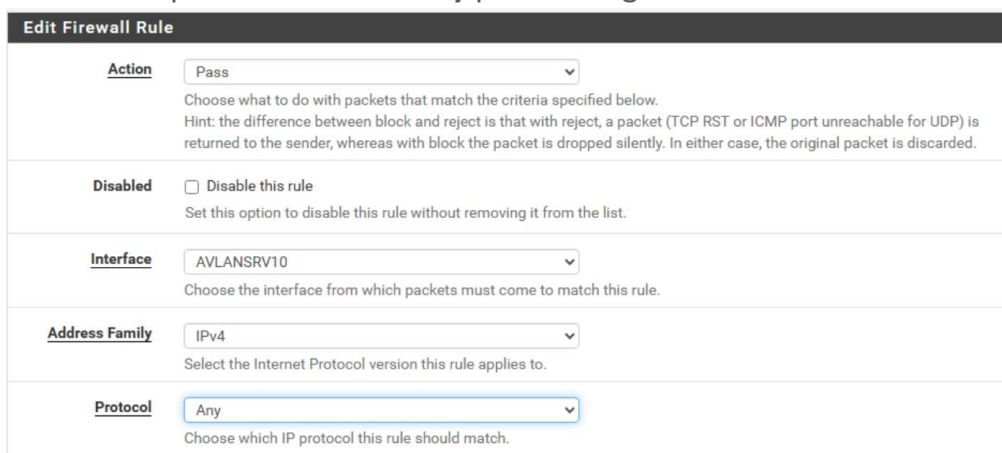 Edit Firewall Rule
Action
Pass
Choose what to do with packets that match the criteria specified below.
Hint: the difference between block and reject is that with reject, a packet (TCP RST or ICMP port unreachable for UDP) is
returned to the sender, whereas with block the packet is dropped silently. In either case, the original packet is discarded.
Disabled
Disable this rule
Set this option to disable this rule without removing it from the list.
Interface
AVLANSRV10
Choose the interface from which packets must come to match this rule.
Address Family
IPv4
Select the Internet Protocol version this rule applies to.
Protocol
Any
Choose which IP protocol this rule should match.